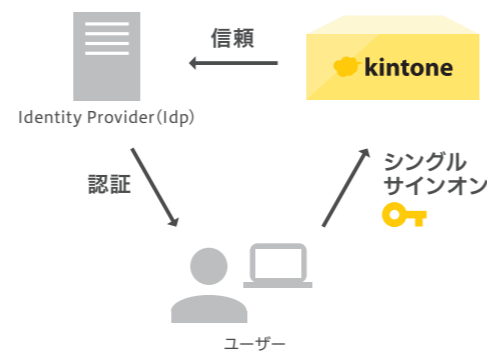 信頼
kintone
Identity Provider(Idp)
認証
シングル
サインオン
ユーザー